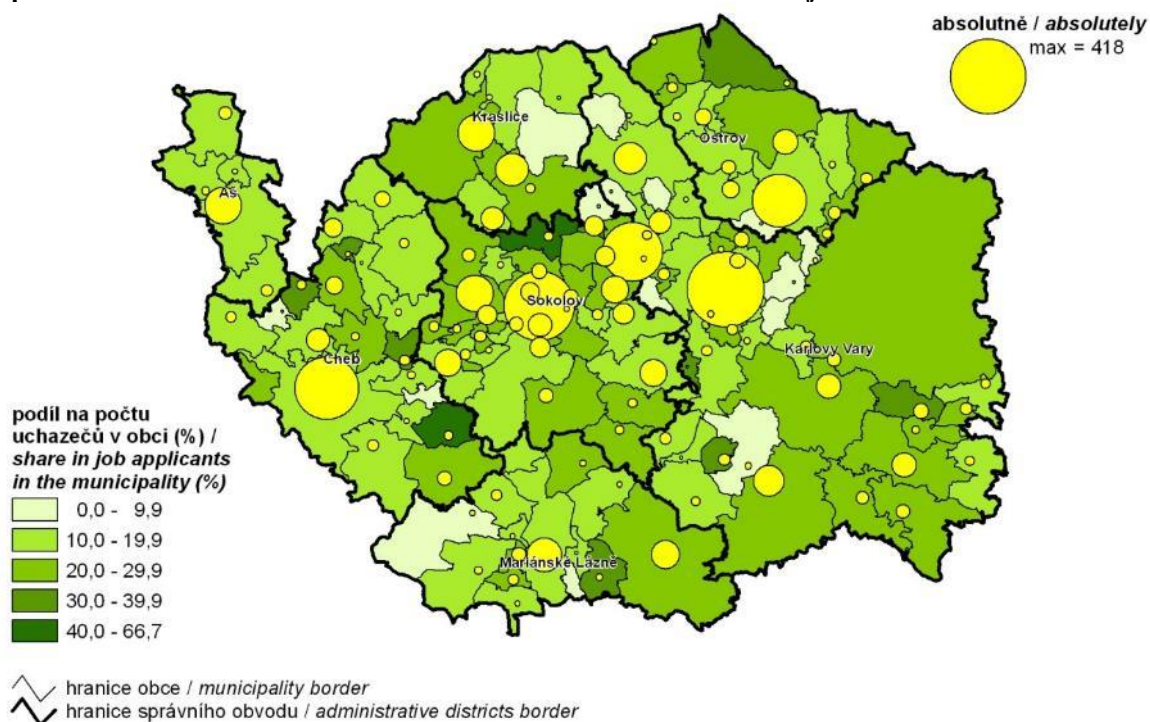 absolutně / absolutely
max = 418
Kraslice
Ostrov
Aš
Sokolov
Karlovy Vary
Cheb
Mariánské Lázně
podíl na počtu
uchazečů v obci (%) /
share in job applicants
in the municipality (%)
0,0 - 9,9
10,0 - 19,9
20,0 - 29,9
30,0 - 39,9
40,0 - 66,7
hranice obce / municipality border
hranice správního obvodu / administrative districts border